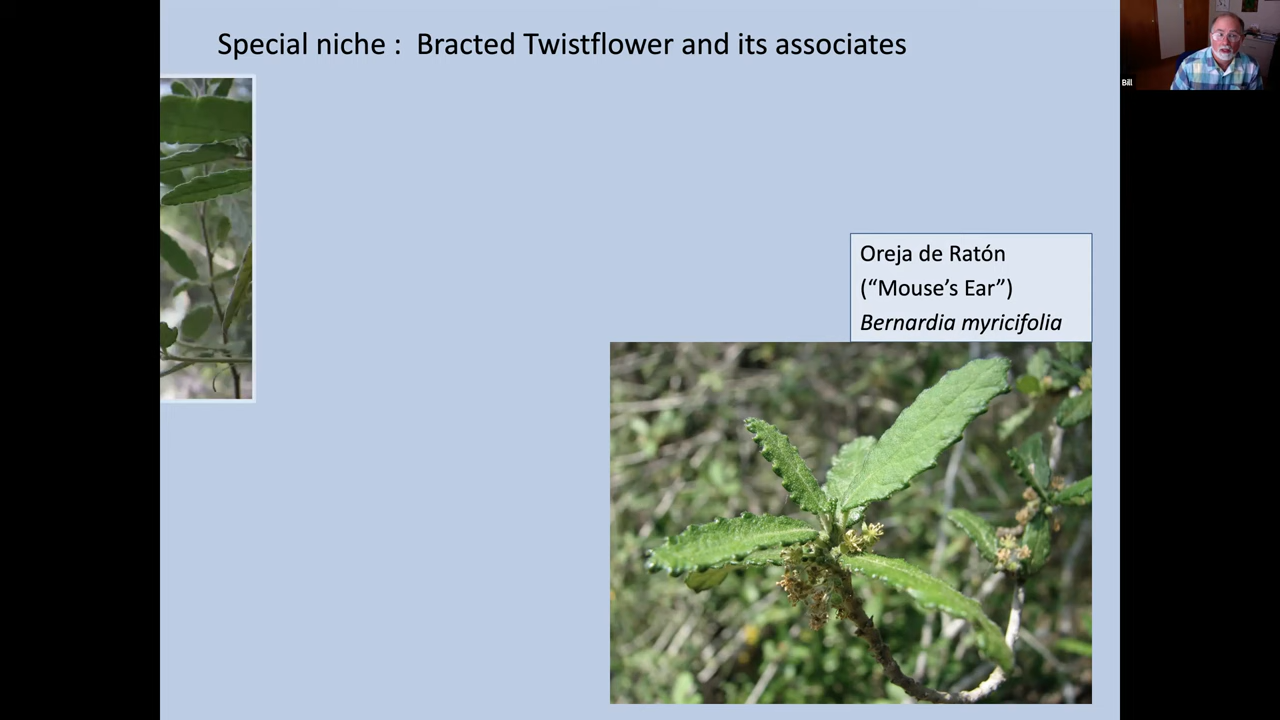 Special niche :  Bracted Twistflower and its associates
Bill
Oreja de Ratón
(“Mouse’s Ear”)
Bernardia myricifolia